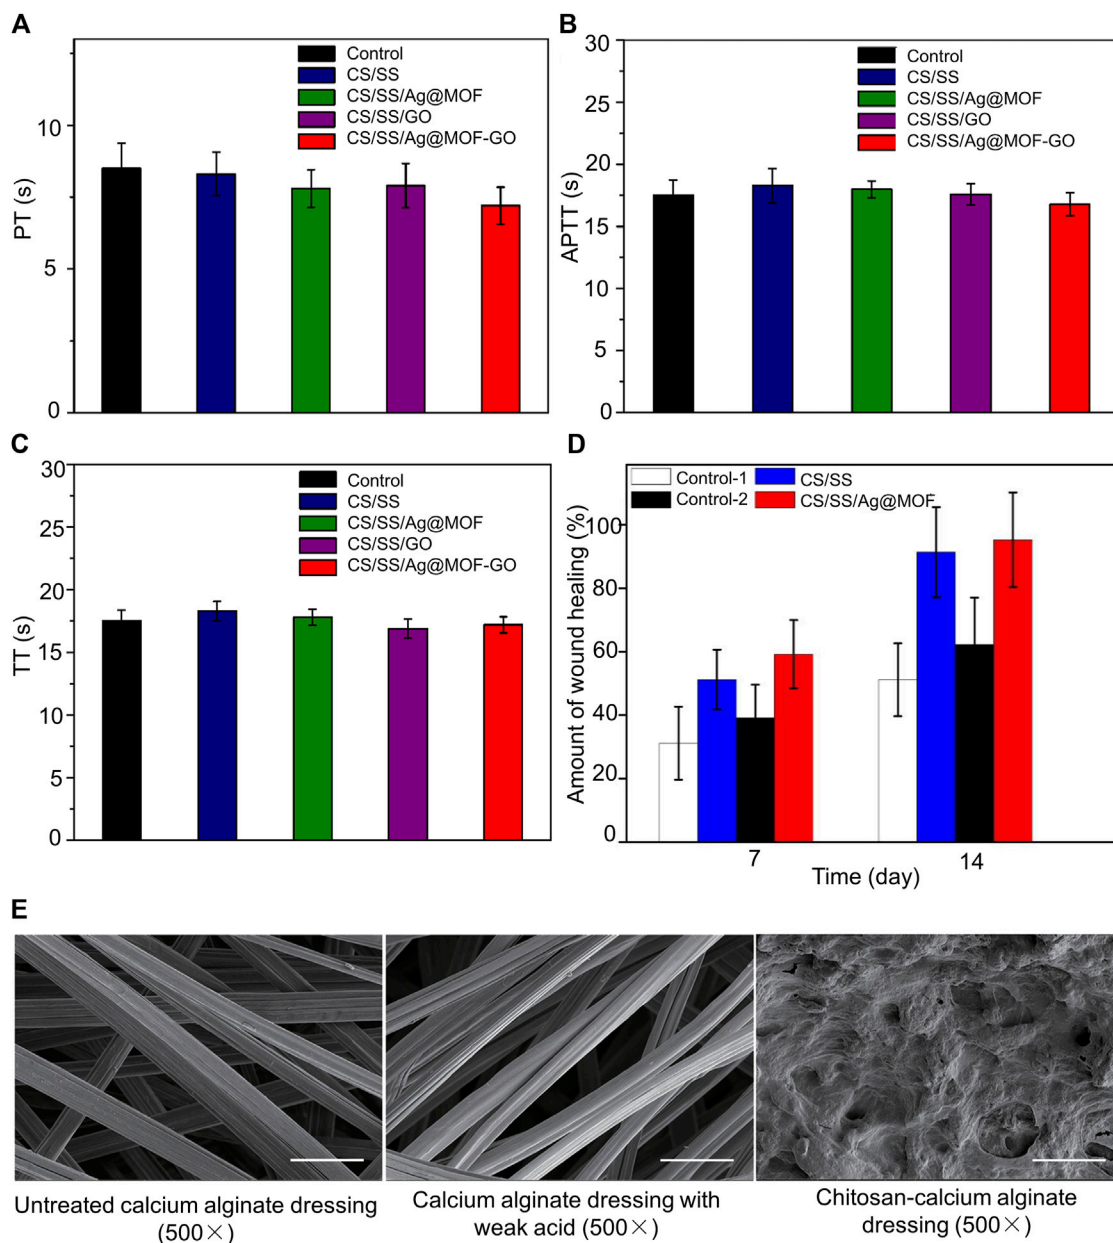 A
PT (s)
10
5
0
Control
CS/SS
CS/SS/Ag@MOF
CS/SS/GO
CS/SS/Ag@MOF-GO
B
APTT (s)
30
25
20
15
10
5
0
Control
CS/SS
CS/SS/Ag@MOF
CS/SS/GO
CS/SS/Ag@MOF-GO
C
TT (s)
30
25
20
15
10
5
0
Control
CS/SS
CS/SS/Ag@MOF
CS/SS/GO
CS/SS/Ag@MOF-GO
D
Amount of wound healing (%)
100
80
60
40
20
0
Control-1 CS/SS
Control-2 CS/SS/Ag@MOF
7 14
Time (day)
E
Untreated calcium alginate dressing
(500×)
Calcium alginate dressing with
weak acid (500×)
Chitosan-calcium alginate
dressing (500×)